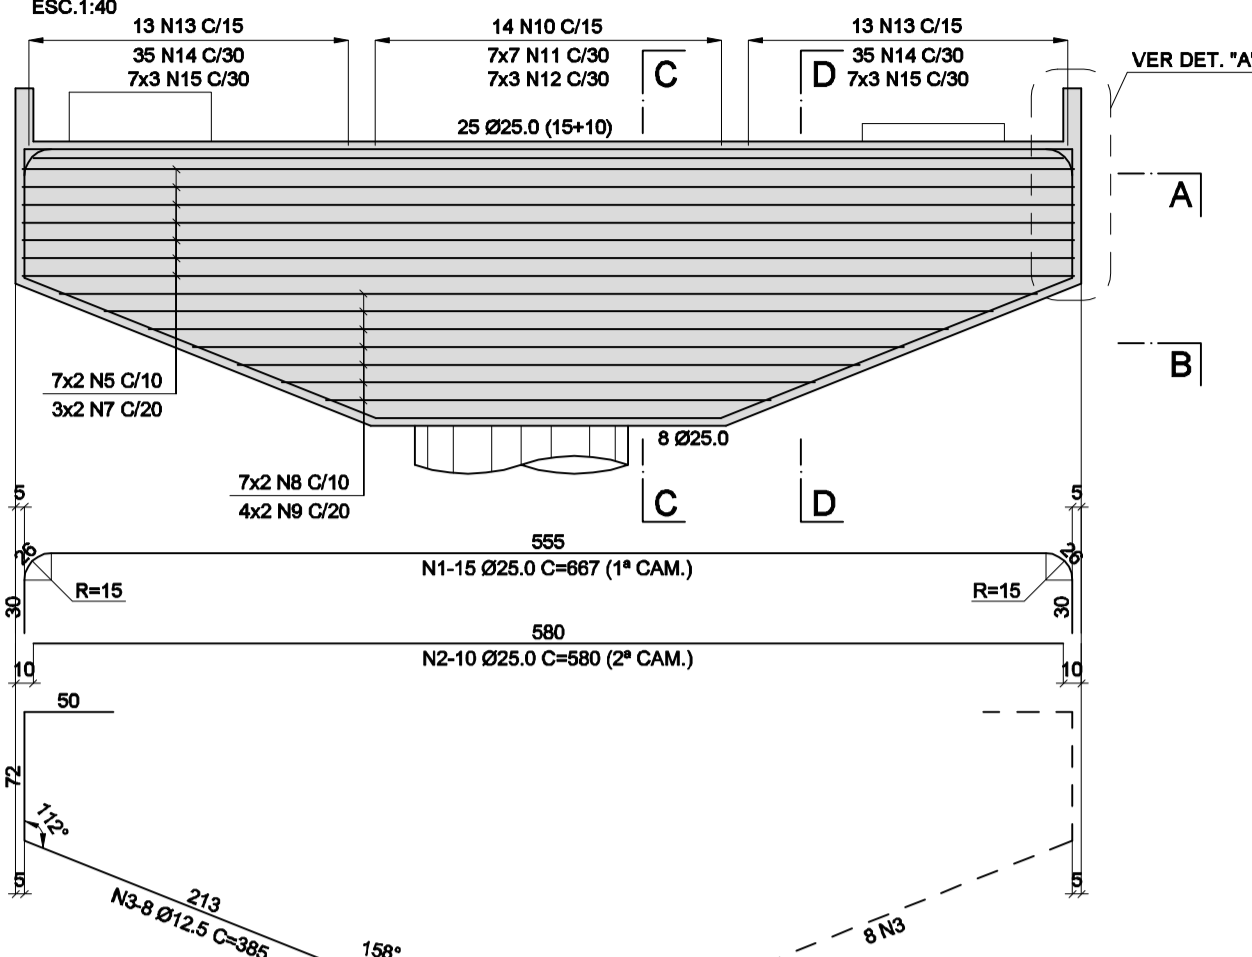 ESC.1:40
13 N13 C/15
14 N10 C/15
13 N13 C/15
35 N14 C/30
7x7 N11 C/30
35 N14 C/30
7x3 N15 C/30
7x3 N12 C/30
7x3 N15 C/30
C
D
VER DET. "A"
25 Ø25.0 (15+10)
A
B
7x2 N5 C/10
3x2 N7 C/20
8 Ø25.0
7x2 N8 C/10
4x2 N9 C/20
C
D
5
5
26
555
26
N1-15 Ø25.0 C=667 (1ª CAM.)
R=15
R=15
30
30
580
N2-10 Ø25.0 C=580 (2ª CAM.)
10
10
50
72
112°
5
5
213
N3-8 Ø12.5 C=385
158°
8 N3